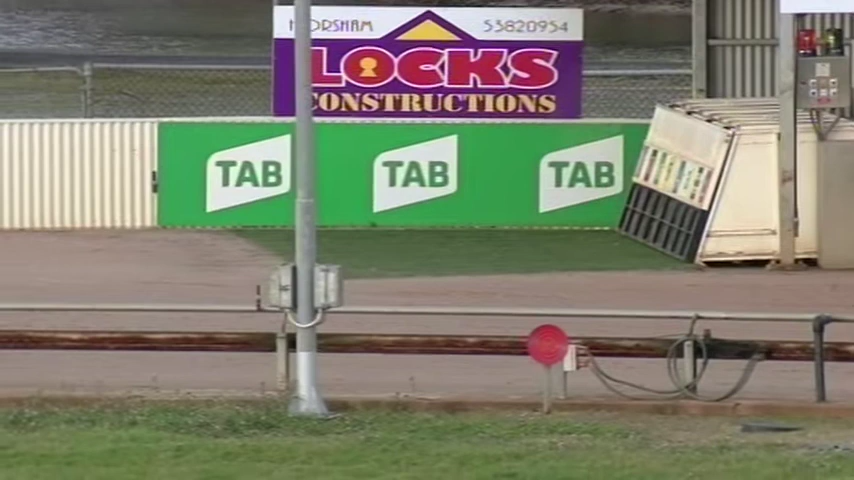 HORSHAM 53820954
LOCKS
CONSTRUCTIONS
TAB TAB TAB